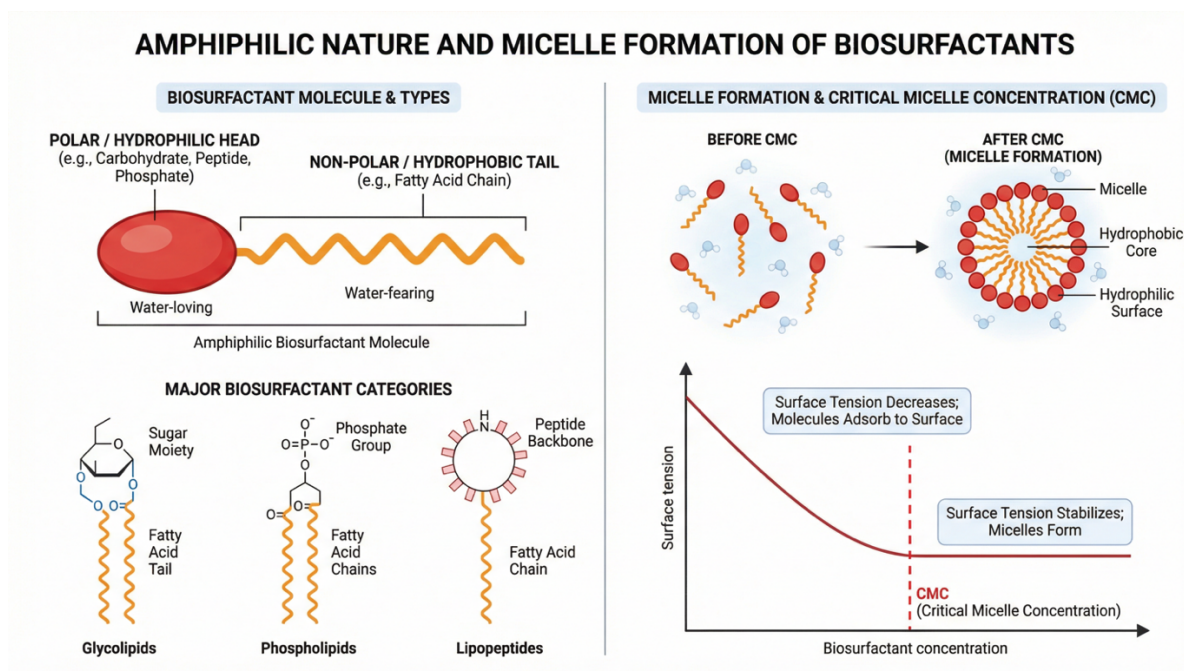 AMPHIPHILIC NATURE AND MICELLE FORMATION OF BIOSURFACTANTS
BIOSURFACTANT MOLECULE & TYPES
POLAR / HYDROPHILIC HEAD
(e.g., Carbohydrate, Peptide,
Phosphate)
NON-POLAR / HYDROPHOBIC TAIL
(e.g., Fatty Acid Chain)
Water-loving
Water-fearing
Amphiphilic Biosurfactant Molecule
MAJOR BIOSURFACTANT CATEGORIES
Sugar
Moiety
O
O
O
O
O=
Fatty
Acid
Tail
Glycolipids
O⁻
O=P-O⁻
O
Phosphate
Group
O=
O=
Fatty
Acid
Chains
Phospholipids
H
N
Peptide
Backbone
Fatty Acid
Chain
Lipopeptides
MICELLE FORMATION & CRITICAL MICELLE CONCENTRATION (CMC)
BEFORE CMC
AFTER CMC
(MICELLE FORMATION)
Micelle
Hydrophobic
Core
Hydrophilic
Surface
Surface tension
Surface Tension Decreases;
Molecules Adsorb to Surface
Surface Tension Stabilizes;
Micelles Form
CMC
(Critical Micelle Concentration)
Biosurfactant concentration